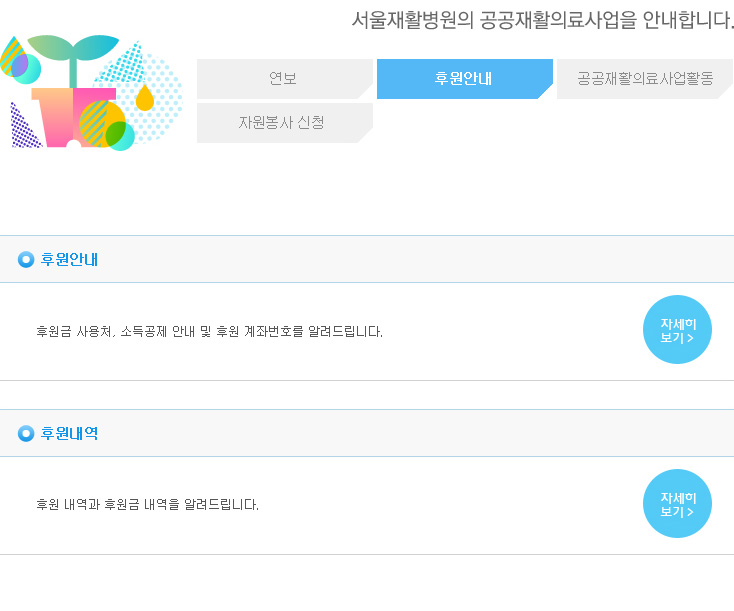 서울재활병원의 공공재활의료사업을 안내합니다.
연보
후원안내
공공재활의료사업활동
자원봉사 신청
후원안내
후원금 사용처, 소득공제 안내 및 후원 계좌번호를 알려드립니다.
자세히
보기 >
후원내역
후원 내역과 후원금 내역을 알려드립니다.
자세히
보기 >